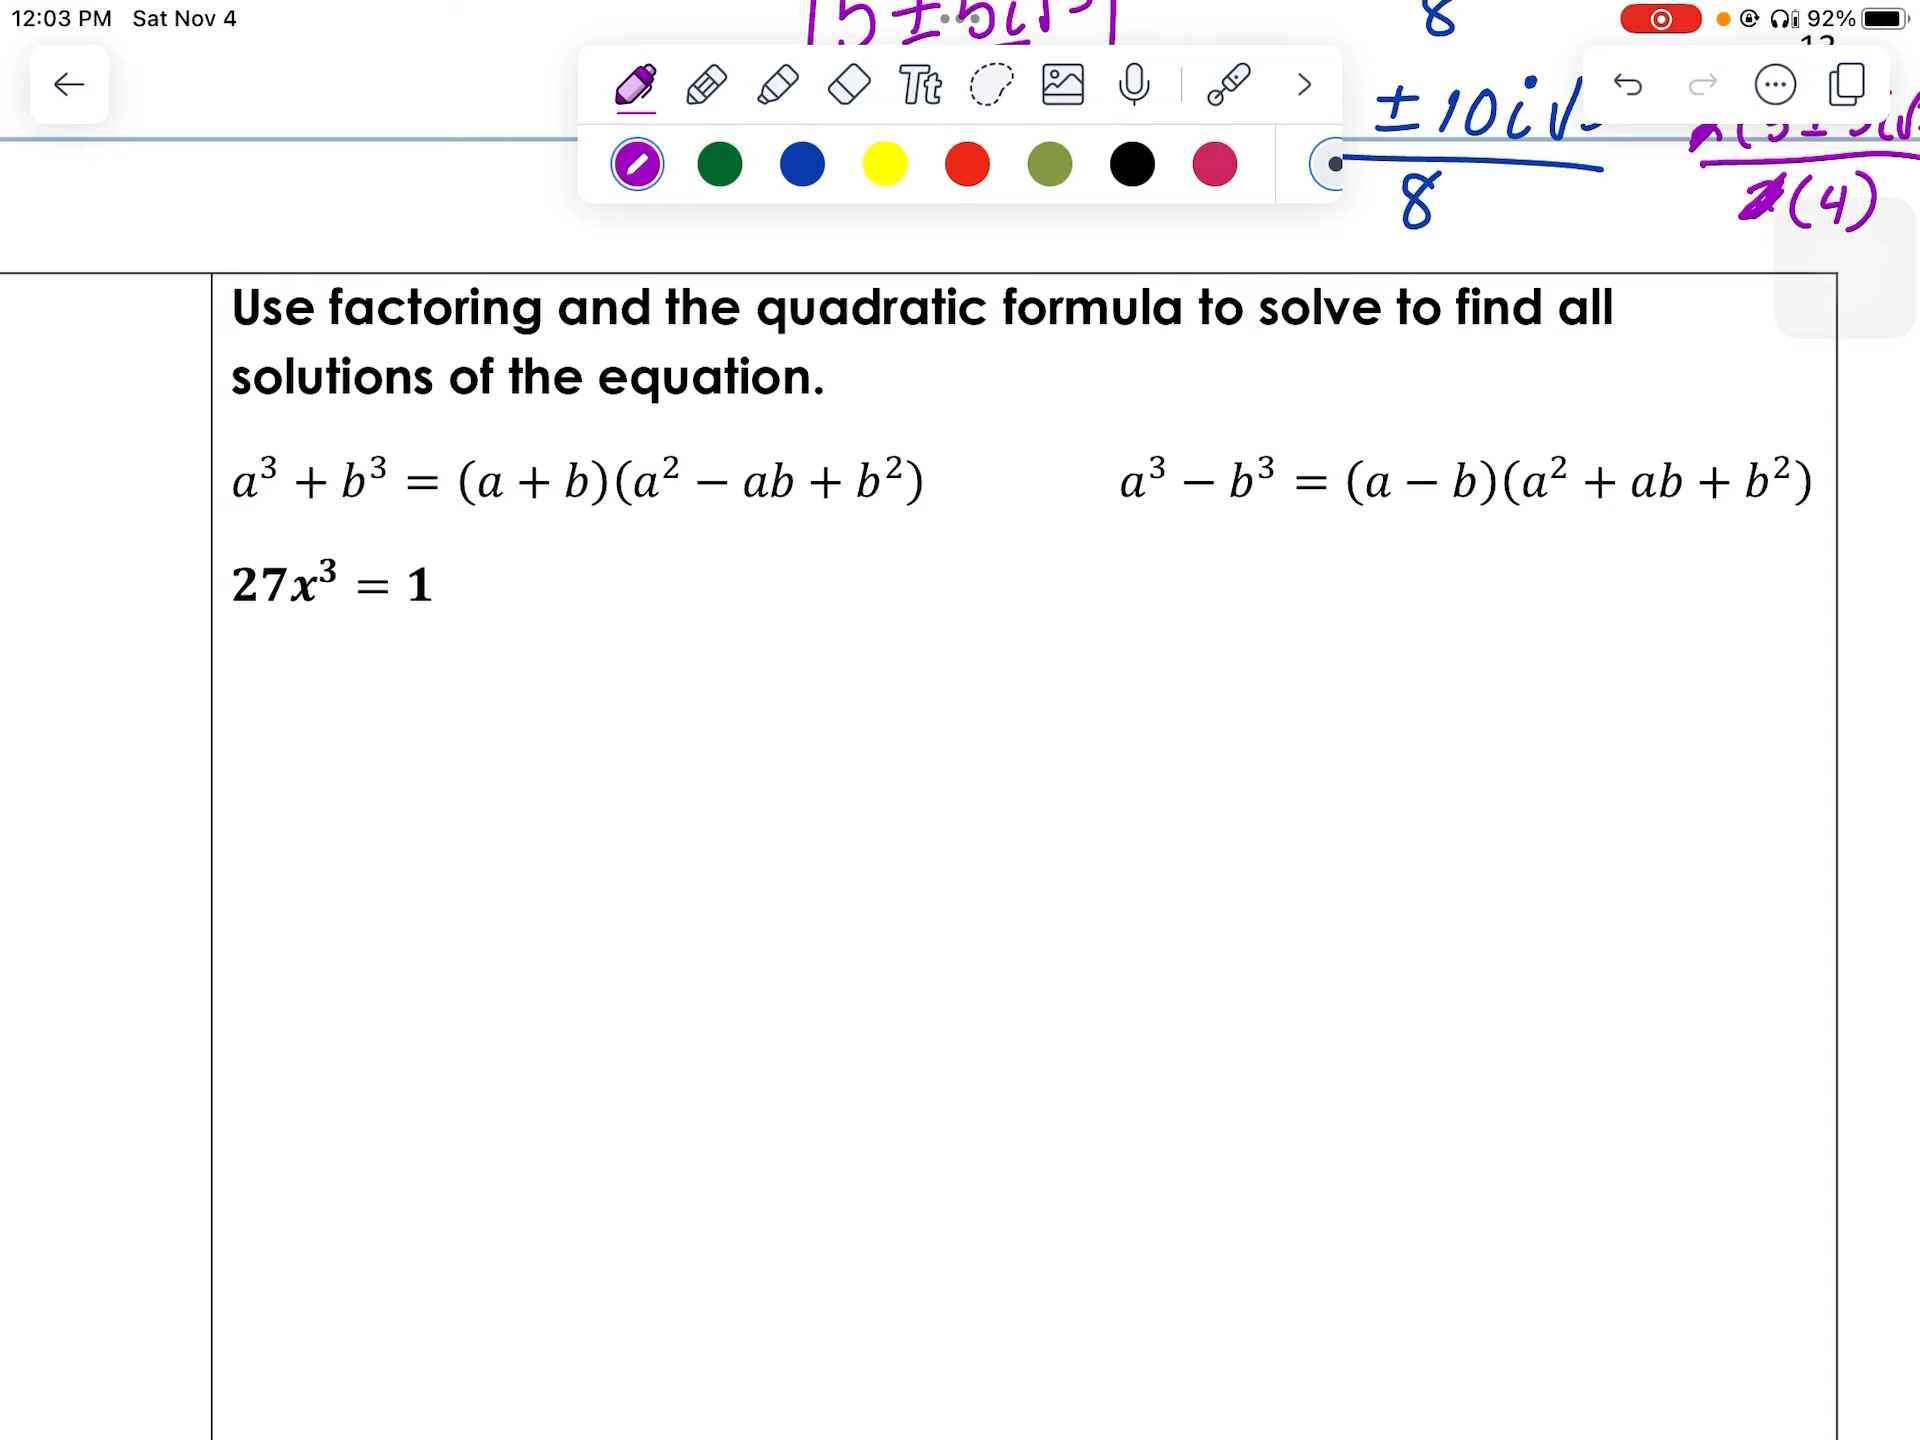 12:03 PM Sat Nov 4
92%
8
Tt
± 10i√
8
(4)
Use factoring and the quadratic formula to solve to find all
solutions of the equation.
a³ + b³ = (a + b)(a² − ab + b²)
a³ − b³ = (a − b)(a² + ab + b²)
27x³ = 1